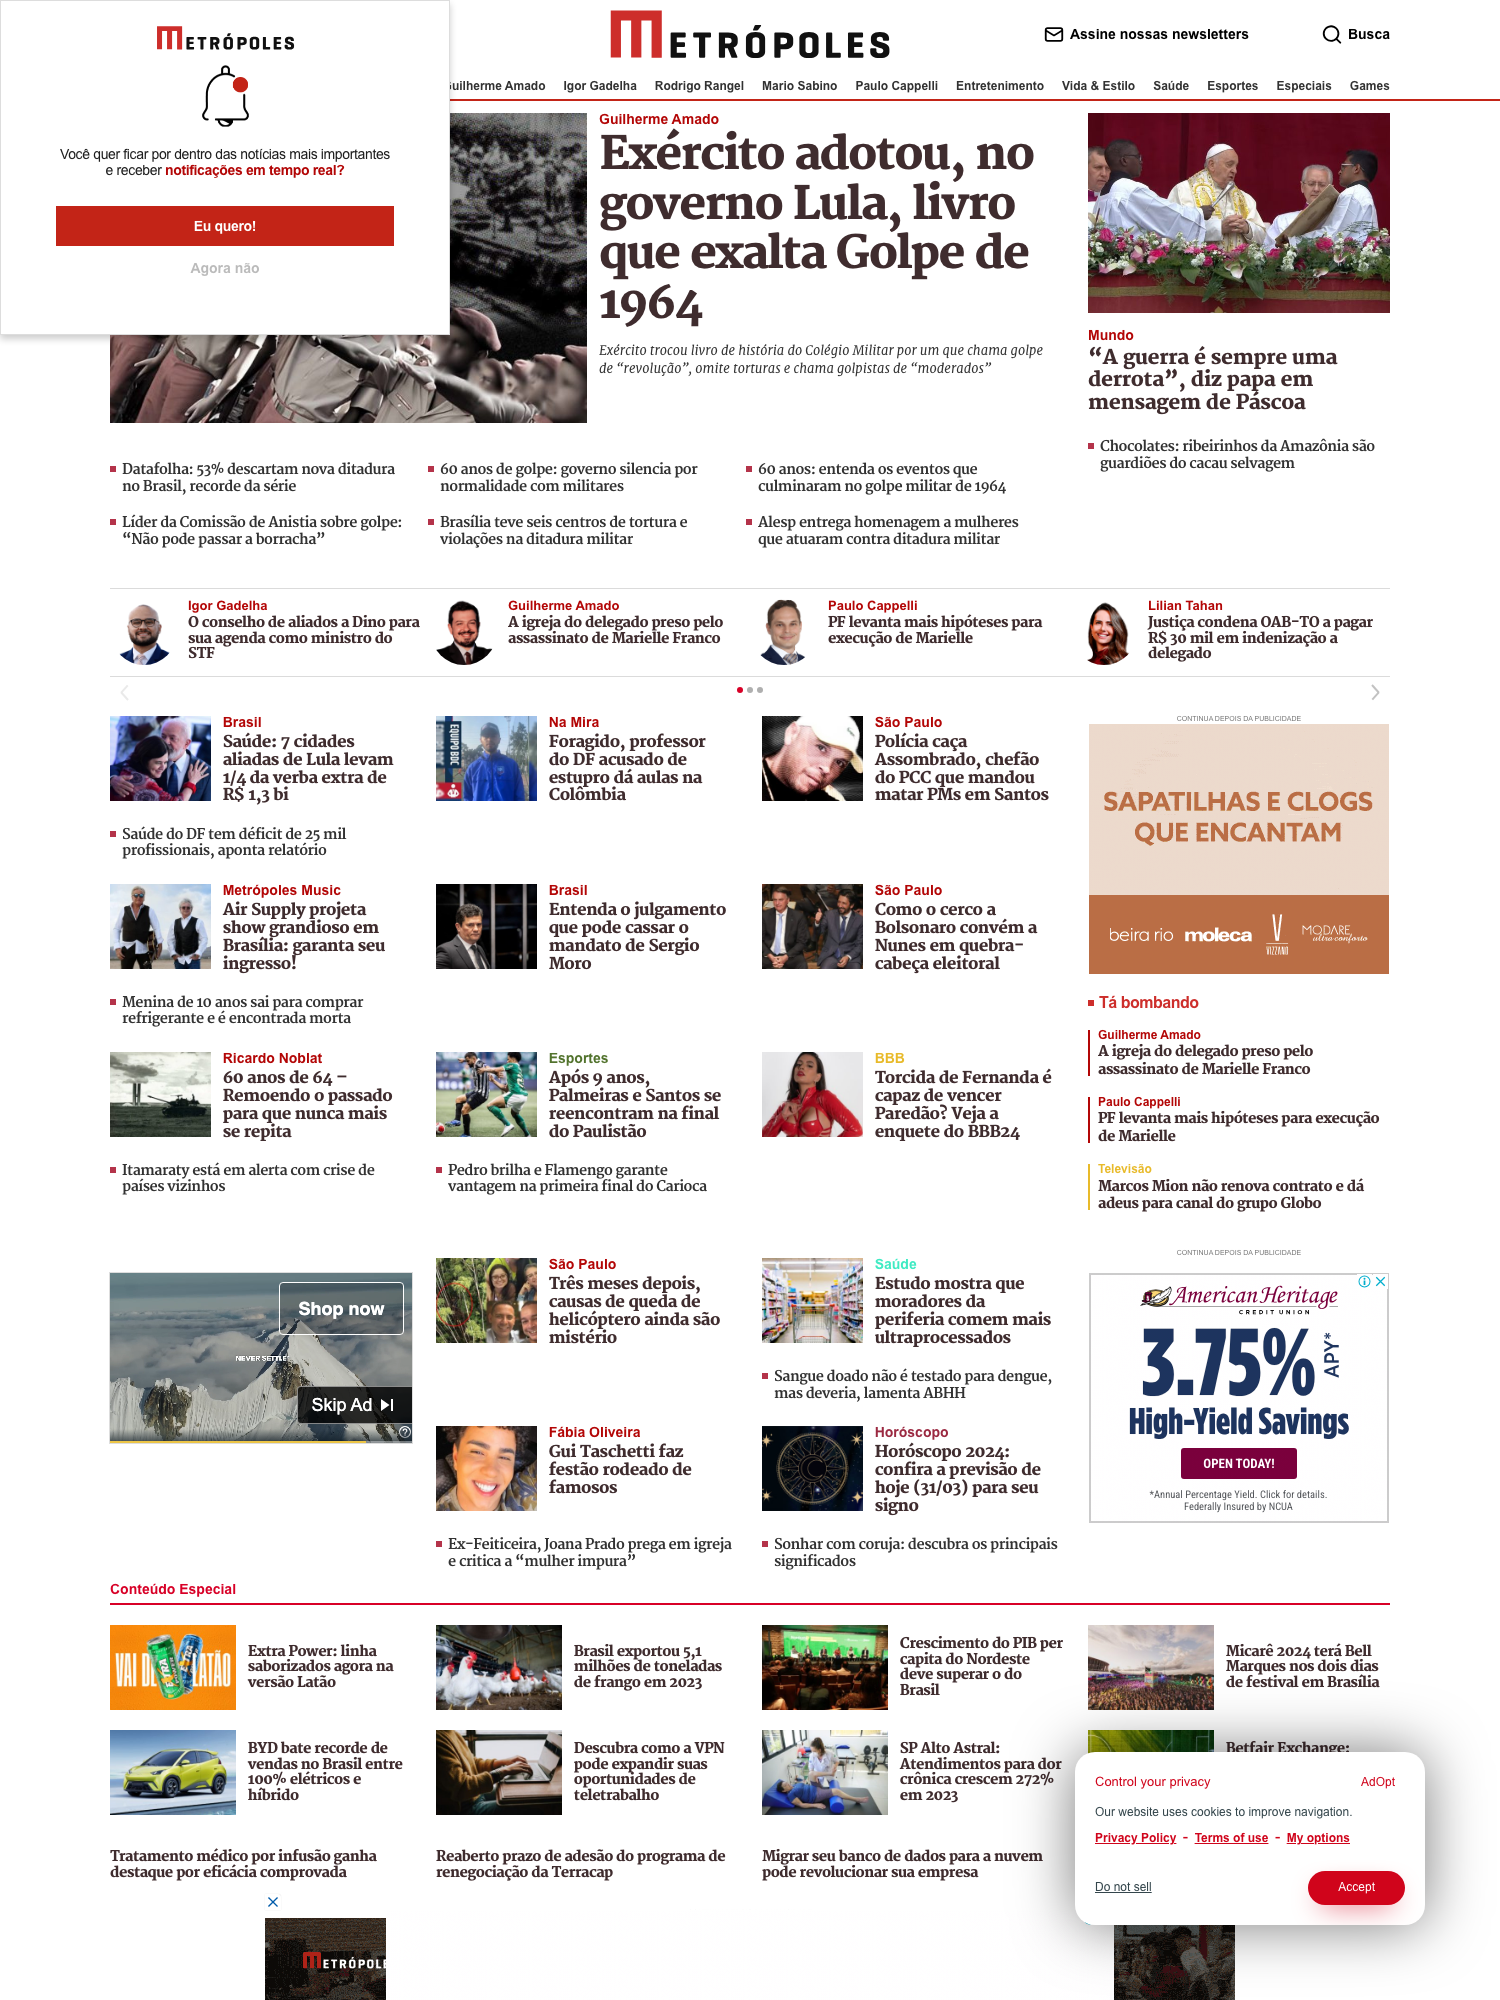 METRÓPOLES
Você quer ficar por dentro das notícias mais importantes
e receber notificações em tempo real?
Eu quero!
Agora não
METRÓPOLES
Assine nossas newsletters
Busca
Guilherme Amado
Igor Gadelha
Rodrigo Rangel
Mario Sabino
Paulo Cappelli
Entretenimento
Vida & Estilo
Saúde
Esportes
Especiais
Games
Guilherme Amado
Exército adotou, no
governo Lula, livro
que exalta Golpe de
1964
Exército trocou livro de história do Colégio Militar por um que chama golpe
de “revolução”, omite torturas e chama golpistas de “moderados”
Mundo
“A guerra é sempre uma
derrota”, diz papa em
mensagem de Páscoa
Chocolates: ribeirinhos da Amazônia são
guardiões do cacau selvagem
Datafolha: 53% descartam nova ditadura
no Brasil, recorde da série
60 anos de golpe: governo silencia por
normalidade com militares
60 anos: entenda os eventos que
culminaram no golpe militar de 1964
Líder da Comissão de Anistia sobre golpe:
“Não pode passar a borracha”
Brasília teve seis centros de tortura e
violações na ditadura militar
Alesp entrega homenagem a mulheres
que atuaram contra ditadura militar
Igor Gadelha
O conselho de aliados a Dino para
sua agenda como ministro do
STF
Guilherme Amado
A igreja do delegado preso pelo
assassinato de Marielle Franco
Paulo Cappelli
PF levanta mais hipóteses para
execução de Marielle
Lilian Tahan
Justiça condena OAB-TO a pagar
R$ 30 mil em indenização a
delegado
Brasil
Saúde: 7 cidades
aliadas de Lula levam
1/4 da verba extra de
R$ 1,3 bi
Saúde do DF tem déficit de 25 mil
profissionais, aponta relatório
Na Mira
Foragido, professor
do DF acusado de
estupro dá aulas na
Colômbia
São Paulo
Polícia caça
Assombrado, chefão
do PCC que mandou
matar PMs em Santos
CONTINUA DEPOIS DA PUBLICIDADE
SAPATILHAS E CLOGS
QUE ENCANTAM
beira rio moleca VIZZANO MODARE
ultraconforto
Metrópoles Music
Air Supply projeta
show grandioso em
Brasília: garanta seu
ingresso!
Menina de 10 anos sai para comprar
refrigerante e é encontrada morta
Brasil
Entenda o julgamento
que pode cassar o
mandato de Sergio
Moro
São Paulo
Como o cerco a
Bolsonaro convém a
Nunes em quebra-
cabeça eleitoral
Tá bombando
Guilherme Amado
A igreja do delegado preso pelo
assassinato de Marielle Franco
Paulo Cappelli
PF levanta mais hipóteses para execução
de Marielle
Televisão
Marcos Mion não renova contrato e dá
adeus para canal do grupo Globo
Ricardo Noblat
60 anos de 64 –
Remoendo o passado
para que nunca mais
se repita
Itamaraty está em alerta com crise de
países vizinhos
Esportes
Após 9 anos,
Palmeiras e Santos se
reencontram na final
do Paulistão
Pedro brilha e Flamengo garante
vantagem na primeira final do Carioca
BBB
Torcida de Fernanda é
capaz de vencer
Paredão? Veja a
enquete do BBB24
Shop now
NEVER SETTLE
Skip Ad
São Paulo
Três meses depois,
causas de queda de
helicóptero ainda são
mistério
Saúde
Estudo mostra que
moradores da
periferia comem mais
ultraprocessados
Sangue doado não é testado para dengue,
mas deveria, lamenta ABHH
CONTINUA DEPOIS DA PUBLICIDADE
American Heritage
CREDIT UNION
3.75% APY*
High-Yield Savings
OPEN TODAY!
*Annual Percentage Yield. Click for details.
Federally Insured by NCUA
Fábia Oliveira
Gui Taschetti faz
festão rodeado de
famosos
Ex-Feiticeira, Joana Prado prega em igreja
e critica a “mulher impura”
Horóscopo
Horóscopo 2024:
confira a previsão de
hoje (31/03) para seu
signo
Sonhar com coruja: descubra os principais
significados
Conteúdo Especial
VAI DE LATÃO
EXTRA
Extra Power: linha
saborizados agora na
versão Latão
Brasil exportou 5,1
milhões de toneladas
de frango em 2023
Crescimento do PIB per
capita do Nordeste
deve superar o do
Brasil
Micarê 2024 terá Bell
Marques nos dois dias
de festival em Brasília
BYD bate recorde de
vendas no Brasil entre
100% elétricos e
híbrido
Descubra como a VPN
pode expandir suas
oportunidades de
teletrabalho
SP Alto Astral:
Atendimentos para dor
crônica crescem 272%
em 2023
Betfair Exchange:
Tratamento médico por infusão ganha
destaque por eficácia comprovada
Reaberto prazo de adesão do programa de
renegociação da Terracap
Migrar seu banco de dados para a nuvem
pode revolucionar sua empresa
Control your privacy
AdOpt
Our website uses cookies to improve navigation.
Privacy Policy - Terms of use - My options
Do not sell
Accept
METRÓPOL